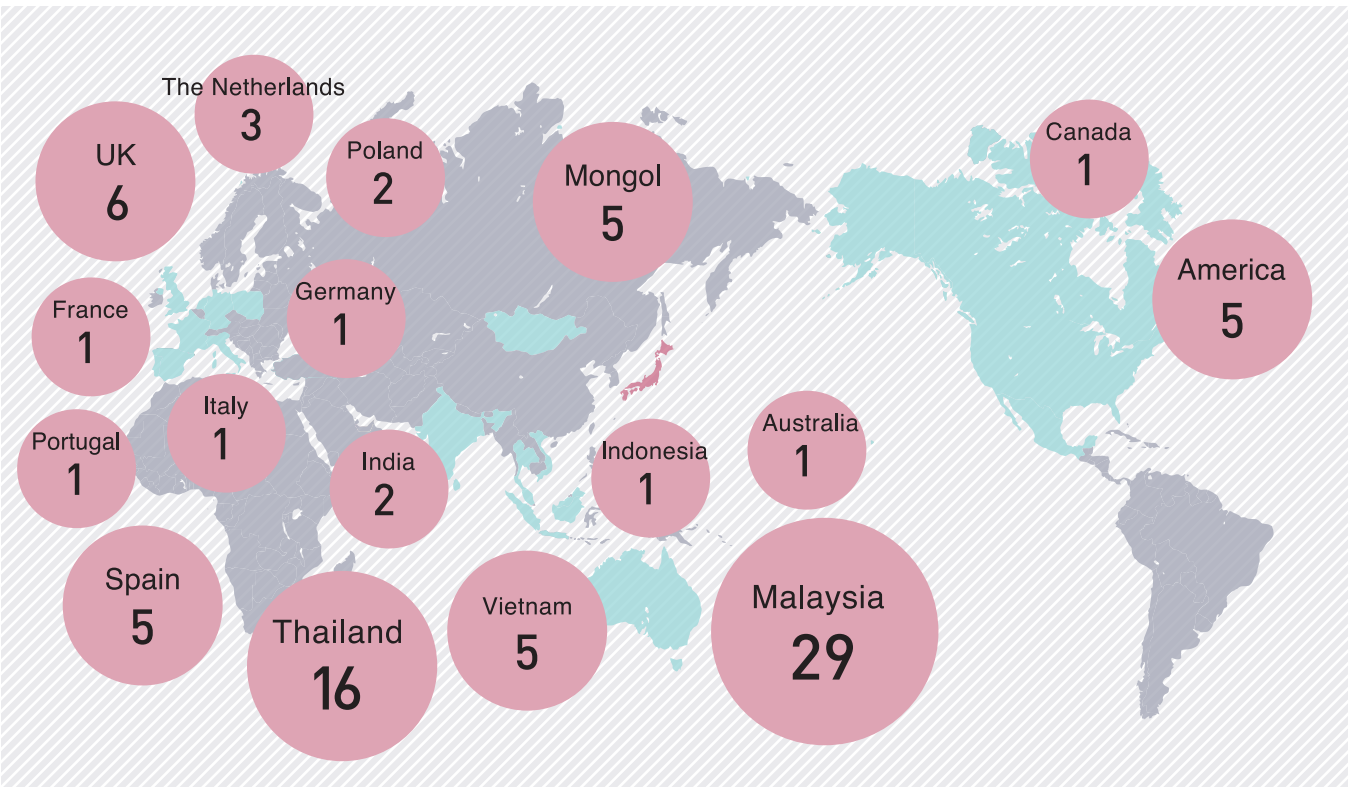 The Netherlands
3
UK
6
Poland
2
Mongol
5
Canada
1
America
5
France
1
Germany
1
Italy
1
Portugal
1
India
2
Indonesia
1
Australia
1
Spain
5
Thailand
16
Vietnam
5
Malaysia
29